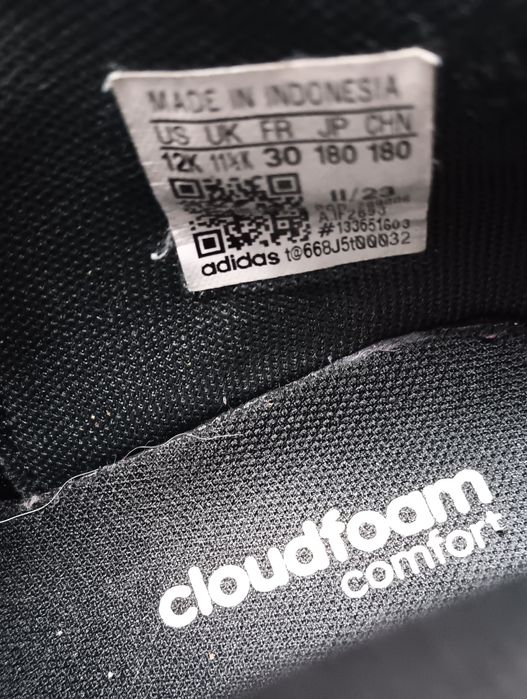 MADE IN INDONESIA
US UK FR JP CHN
12K 11½K 30 180 180
11/23
#133651603
adidas t@668J5t00032
cloudfoam
comfort